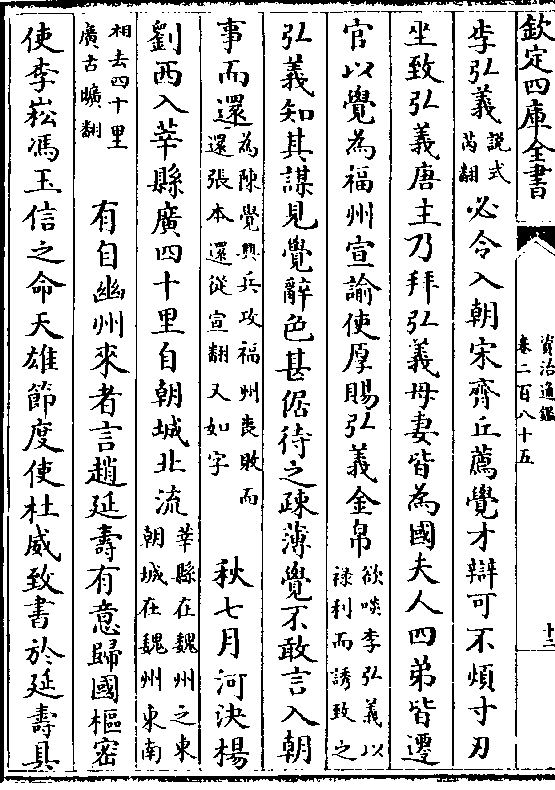 欽定四庫全書
資治通鑑
卷二百八十五
十三
李弘義說式芮翻必令入朝宋齊丘薦覺才辯可不煩寸刃
坐致弘義唐主乃拜弘義母妻皆為國夫人四弟皆遷
官以覺為福州宣諭使厚賜弘義金帛欲啖李弘義以祿利而誘致之
弘義知其謀見覺辭色甚倨待之疎薄覺不敢言入朝
事而還為陳覺興兵攻福州喪敗而還張本還從宣翻又如字 秋七月河決楊
劉西入莘縣廣四十里自朝城北流莘縣在魏州之東朝城在魏州東南
相去四十里廣古曠翻 有自幽州來者言趙延壽有意歸國樞密
使李崧馮玉信之命天雄節度使杜威致書於延壽具